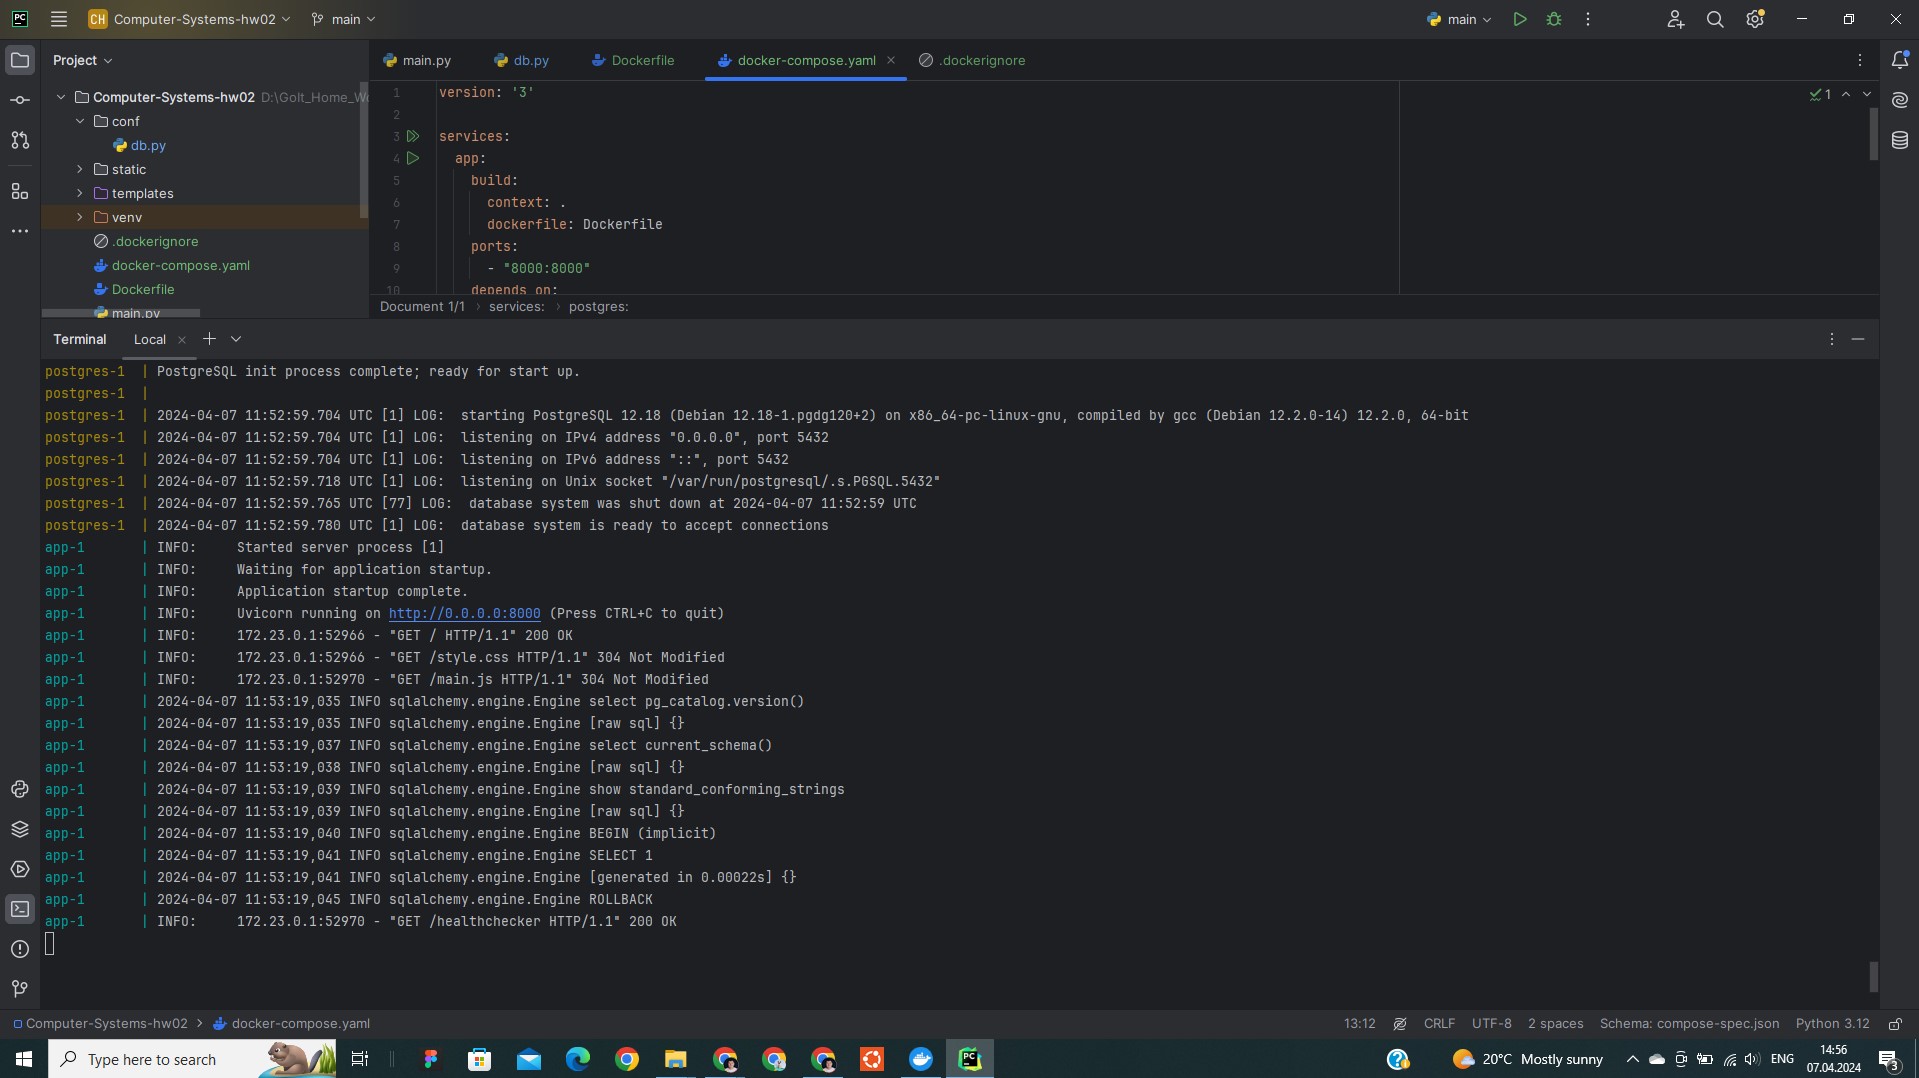 PC
CH Computer-Systems-hw02
main
main
Project
main.py
db.py
Dockerfile
docker-compose.yaml
.dockerignore
Computer-Systems-hw02 D:\Golt_Home_Wo
conf
db.py
static
templates
venv
.dockerignore
docker-compose.yaml
Dockerfile
main.py
1 version: '3'
2
3 services:
4 app:
5 build:
6 context: .
7 dockerfile: Dockerfile
8 ports:
9 - "8000:8000"
10 depends_on:
1
Document 1/1 › services: › postgres:
Terminal Local
postgres-1 | PostgreSQL init process complete; ready for start up.
postgres-1 |
postgres-1 | 2024-04-07 11:52:59.704 UTC [1] LOG: starting PostgreSQL 12.18 (Debian 12.18-1.pgdg120+2) on x86_64-pc-linux-gnu, compiled by gcc (Debian 12.2.0-14) 12.2.0, 64-bit
postgres-1 | 2024-04-07 11:52:59.704 UTC [1] LOG: listening on IPv4 address "0.0.0.0", port 5432
postgres-1 | 2024-04-07 11:52:59.704 UTC [1] LOG: listening on IPv6 address "::", port 5432
postgres-1 | 2024-04-07 11:52:59.718 UTC [1] LOG: listening on Unix socket "/var/run/postgresql/.s.PGSQL.5432"
postgres-1 | 2024-04-07 11:52:59.765 UTC [77] LOG: database system was shut down at 2024-04-07 11:52:59 UTC
postgres-1 | 2024-04-07 11:52:59.780 UTC [1] LOG: database system is ready to accept connections
app-1 | INFO: Started server process [1]
app-1 | INFO: Waiting for application startup.
app-1 | INFO: Application startup complete.
app-1 | INFO: Uvicorn running on http://0.0.0.0:8000 (Press CTRL+C to quit)
app-1 | INFO: 172.23.0.1:52966 - "GET / HTTP/1.1" 200 OK
app-1 | INFO: 172.23.0.1:52966 - "GET /style.css HTTP/1.1" 304 Not Modified
app-1 | INFO: 172.23.0.1:52970 - "GET /main.js HTTP/1.1" 304 Not Modified
app-1 | 2024-04-07 11:53:19,035 INFO sqlalchemy.engine.Engine select pg_catalog.version()
app-1 | 2024-04-07 11:53:19,035 INFO sqlalchemy.engine.Engine [raw sql] {}
app-1 | 2024-04-07 11:53:19,037 INFO sqlalchemy.engine.Engine select current_schema()
app-1 | 2024-04-07 11:53:19,038 INFO sqlalchemy.engine.Engine [raw sql] {}
app-1 | 2024-04-07 11:53:19,039 INFO sqlalchemy.engine.Engine show standard_conforming_strings
app-1 | 2024-04-07 11:53:19,039 INFO sqlalchemy.engine.Engine [raw sql] {}
app-1 | 2024-04-07 11:53:19,040 INFO sqlalchemy.engine.Engine BEGIN (implicit)
app-1 | 2024-04-07 11:53:19,041 INFO sqlalchemy.engine.Engine SELECT 1
app-1 | 2024-04-07 11:53:19,041 INFO sqlalchemy.engine.Engine [generated in 0.00022s] {}
app-1 | 2024-04-07 11:53:19,045 INFO sqlalchemy.engine.Engine ROLLBACK
app-1 | INFO: 172.23.0.1:52970 - "GET /healthchecker HTTP/1.1" 200 OK
Computer-Systems-hw02 › docker-compose.yaml
13:12 CRLF UTF-8 2 spaces Schema: compose-spec.json Python 3.12
Type here to search
PC
20°C Mostly sunny
ENG
14:56
07.04.2024
3